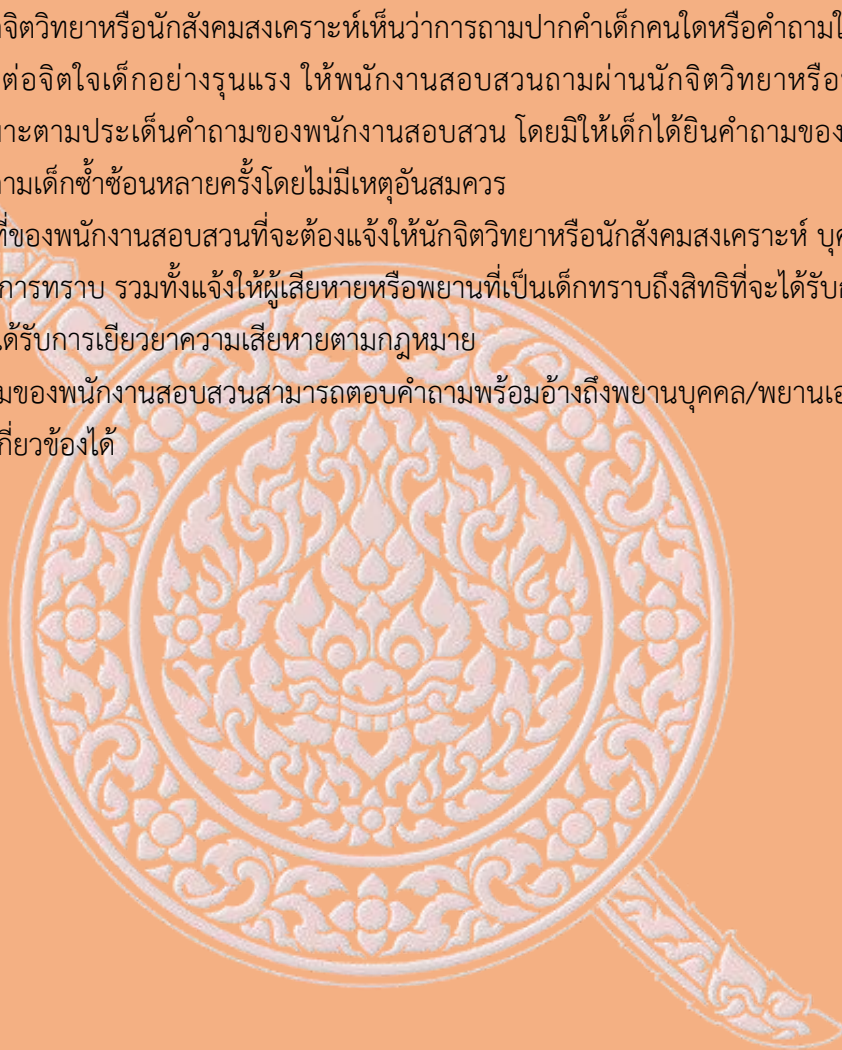 จิตวิทยาหรือนักสังคมสงเคราะห์เห็นว่าการถามปากคำเด็กคนใดหรือคำถามใ
ต่อจิตใจเด็กอย่างรุนแรง ให้พนักงานสอบสวนถามผ่านนักจิตวิทยาหรือ
าะตามประเด็นคำถามของพนักงานสอบสวน โดยมิให้เด็กได้ยินคำถามของ
ามเด็กซ้ำซ้อนหลายครั้งโดยไม่มีเหตุอันสมควร
ที่ของพนักงานสอบสวนที่จะต้องแจ้งให้นักจิตวิทยาหรือนักสังคมสงเคราะห์ บุค
การทราบ รวมทั้งแจ้งให้ผู้เสียหายหรือพยานที่เป็นเด็กทราบถึงสิทธิที่จะได้รับ
ได้รับการเยียวยาความเสียหายตามกฎหมาย
มของพนักงานสอบสวนสามารถตอบคำถามพร้อมอ้างถึงพยานบุคคล/พยานเอ
กี่ยวข้องได้